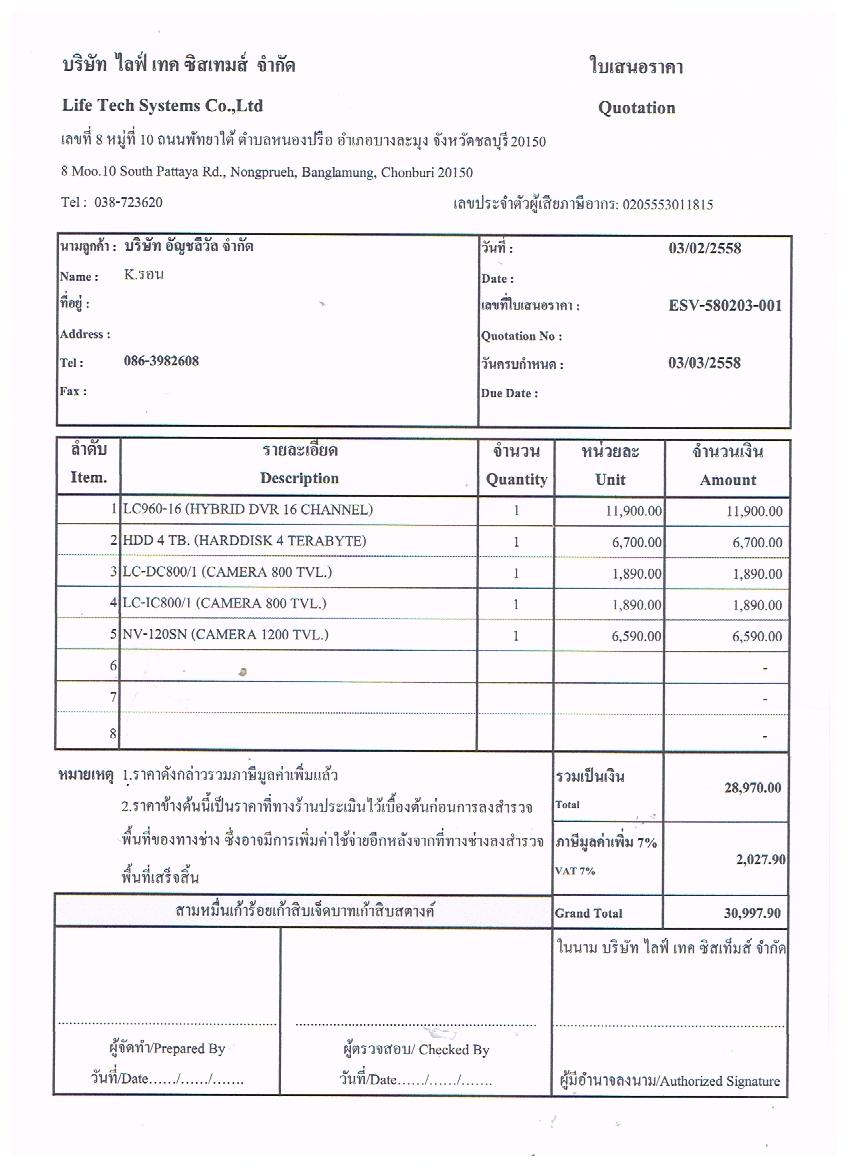 บริษัท ไลฟ์ เทค ซิสเทมส์ จำกัด ใบเสนอราคา
Life Tech Systems Co.,Ltd Quotation
เลขที่ 8 หมู่ที่ 10 ถนนพัทยาใต้ ตำบลหนองปรือ อำเภอบางละมุง จังหวัดชลบุรี 20150
8 Moo.10 South Pattaya Rd., Nongprueh, Banglamung, Chonburi 20150
Tel : 038-723620 เลขประจำตัวผู้เสียภาษีอากร: 0205553011815
นามลูกค้า : บริษัท อัญชลีวัล จำกัด วันที่ : 03/02/2558
Name : K.รอน Date :
ที่อยู่ : เลขที่ใบเสนอราคา : ESV-580203-001
Address : Quotation No :
Tel : 086-3982608 วันครบกำหนด : 03/03/2558
Fax : Due Date :
ลำดับ รายละเอียด จำนวน หน่วยละ จำนวนเงิน
Item. Description Quantity Unit Amount
1 LC960-16 (HYBRID DVR 16 CHANNEL) 1 11,900.00 11,900.00
2 HDD 4 TB. (HARDDISK 4 TERABYTE) 1 6,700.00 6,700.00
3 LC-DC800/1 (CAMERA 800 TVL.) 1 1,890.00 1,890.00
4 LC-IC800/1 (CAMERA 800 TVL.) 1 1,890.00 1,890.00
5 NV-120SN (CAMERA 1200 TVL.) 1 6,590.00 6,590.00
6 -
7 -
8 -
หมายเหตุ 1.ราคาดังกล่าวรวมภาษีมูลค่าเพิ่มแล้ว รวมเป็นเงิน 28,970.00
2.ราคาข้างต้นนี้เป็นราคาที่ทางร้านประเมินไว้เบื้องต้นก่อนการลงสำรวจ Total
พื้นที่ของทางช่าง ซึ่งอาจมีการเพิ่มค่าใช้จ่ายอีกหลังจากที่ทางช่างลงสำรวจ ภาษีมูลค่าเพิ่ม 7% 2,027.90
พื้นที่เสร็จสิ้น VAT 7%
สามหมื่นเก้าร้อยเก้าสิบเจ็ดบาทเก้าสิบสตางค์ Grand Total 30,997.90
ในนาม บริษัท ไลฟ์ เทค ซิสเท็มส์ จำกัด
ผู้จัดทำ/Prepared By ผู้ตรวจสอบ/ Checked By
วันที่/Date....../....../....... วันที่/Date....../....../....... ผู้มีอำนาจลงนาม/Authorized Signature